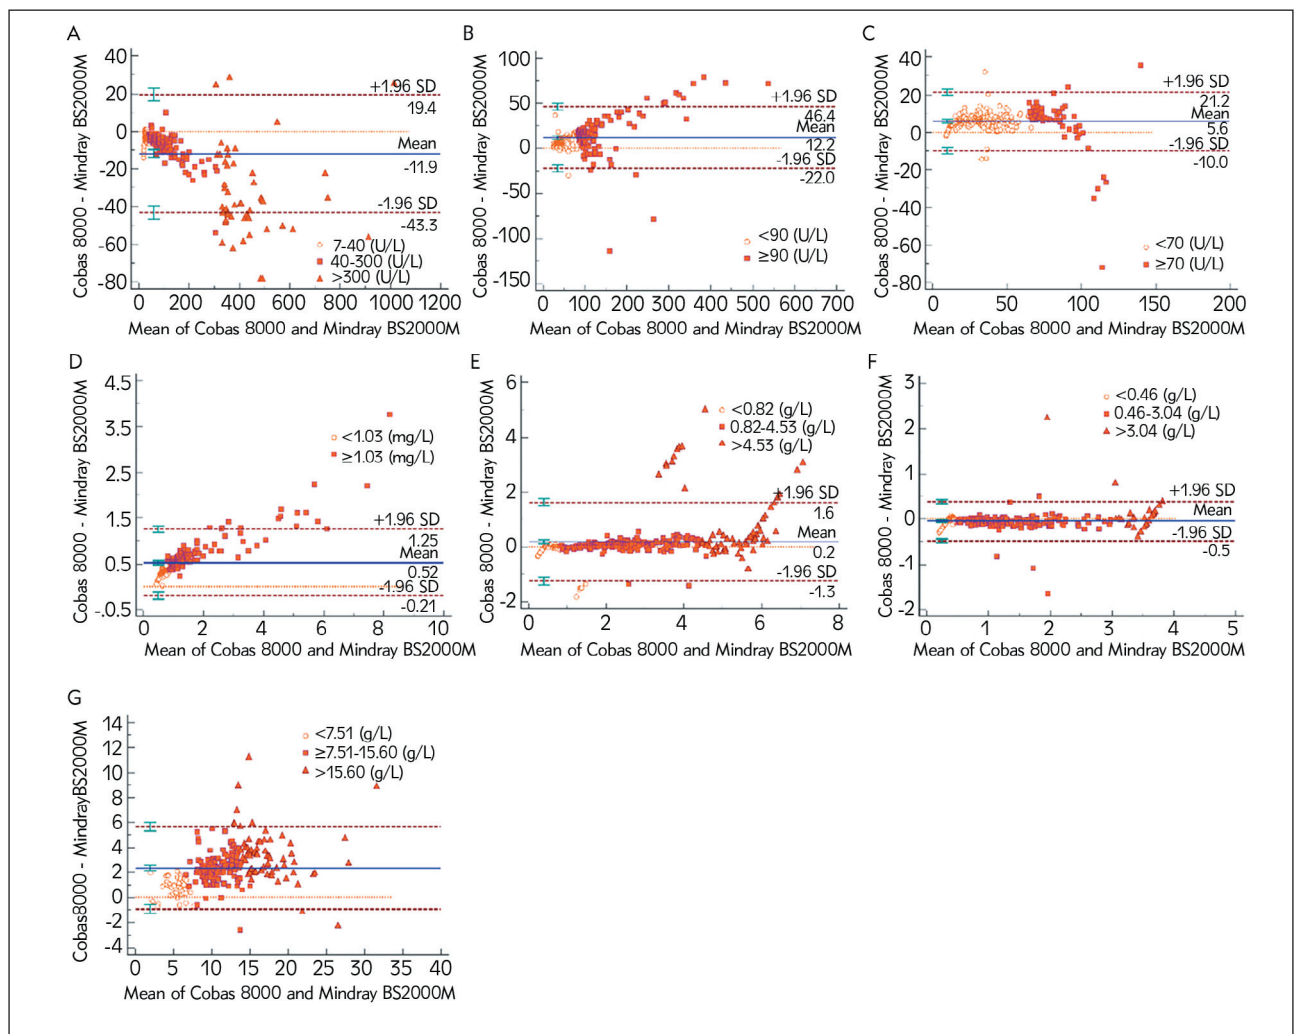 A
Cobas 8000 - Mindray BS2000M
40
20
0
-20
-40
-60
-80
+1.96 SD
19.4
Mean
-11.9
-1.96 SD
-43.3
7-40 (U/L)
40-300 (U/L)
>300 (U/L)
0 200 400 600 800 1000 1200
Mean of Cobas 8000 and Mindray BS2000M
B
Cobas 8000 - Mindray BS2000M
100
50
0
-50
-100
-150
+1.96 SD
46.4
Mean
12.2
-1.96 SD
-22.0
<90 (U/L)
≥90 (U/L)
0 100 200 300 400 500 600 700
Mean of Cobas 8000 and Mindray BS2000M
C
Cobas 8000 - Mindray BS2000M
40
20
0
-20
-40
-60
-80
+1.96 SD
21.2
Mean
5.6
-1.96 SD
-10.0
<70 (U/L)
≥70 (U/L)
0 50 100 150 200
Mean of Cobas 8000 and Mindray BS2000M
D
Cobas 8000 - Mindray BS2000M
4.5
3.5
2.5
1.5
0.5
-0.5
<1.03 (mg/L)
≥1.03 (mg/L)
+1.96 SD
1.25
Mean
0.52
-1.96 SD
-0.21
0 2 4 6 8 10
Mean of Cobas 8000 and Mindray BS2000M
E
Cobas 8000 - Mindray BS2000M
6
4
2
0
-2
<0.82 (g/L)
0.82-4.53 (g/L)
>4.53 (g/L)
+1.96 SD
1.6
Mean
0.2
-1.96 SD
-1.3
0 2 4 6 8
Mean of Cobas 8000 and Mindray BS2000M
F
Cobas 8000 - Mindray BS2000M
3
2
1
0
-1
-2
<0.46 (g/L)
0.46-3.04 (g/L)
>3.04 (g/L)
+1.96 SD
Mean
-1.96 SD
-0.5
0 1 2 3 4 5
Mean of Cobas 8000 and Mindray BS2000M
G
Cobas8000 - MindrayBS2000M
14
12
10
8
6
4
2
0
-2
-4
<7.51 (g/L)
≥7.51-15.60 (g/L)
>15.60 (g/L)
0 5 10 15 20 25 30 35 40
Mean of Cobas 8000 and Mindray BS2000M